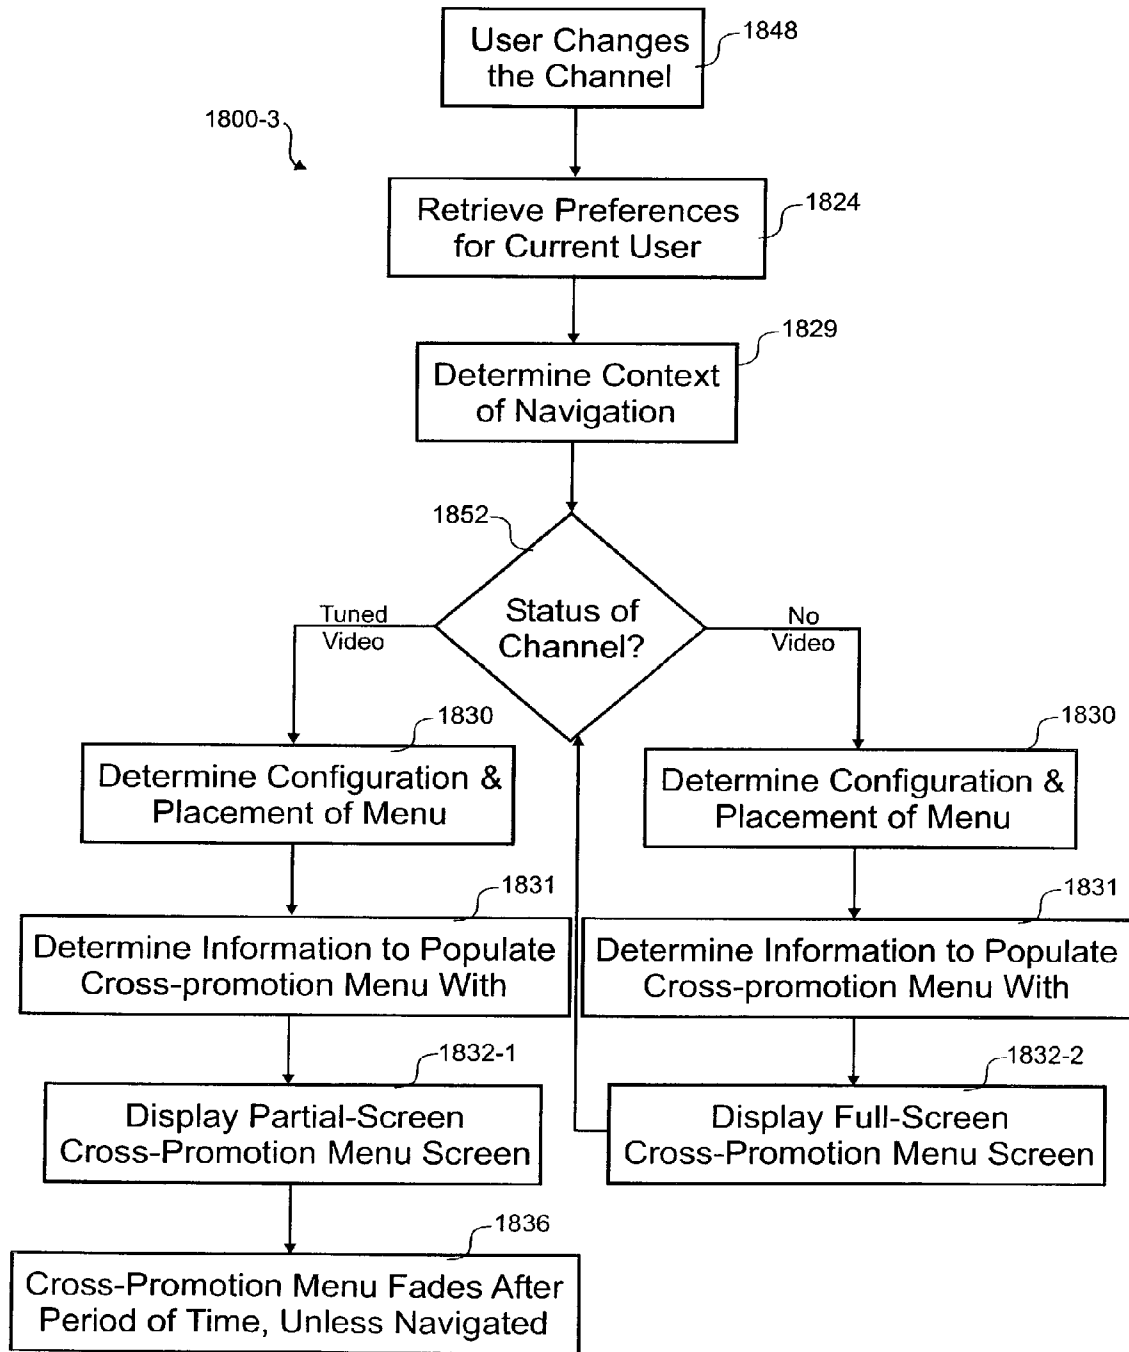 User Changes
the Channel
1848
1800-3
Retrieve Preferences
for Current User
1824
Determine Context
of Navigation
1829
1852
Status of
Channel?
Tuned
Video
No
Video
1830
Determine Configuration &
Placement of Menu
1830
Determine Configuration &
Placement of Menu
1831
Determine Information to Populate
Cross-promotion Menu With
1831
Determine Information to Populate
Cross-promotion Menu With
1832-1
Display Partial-Screen
Cross-Promotion Menu Screen
1832-2
Display Full-Screen
Cross-Promotion Menu Screen
1836
Cross-Promotion Menu Fades After
Period of Time, Unless Navigated